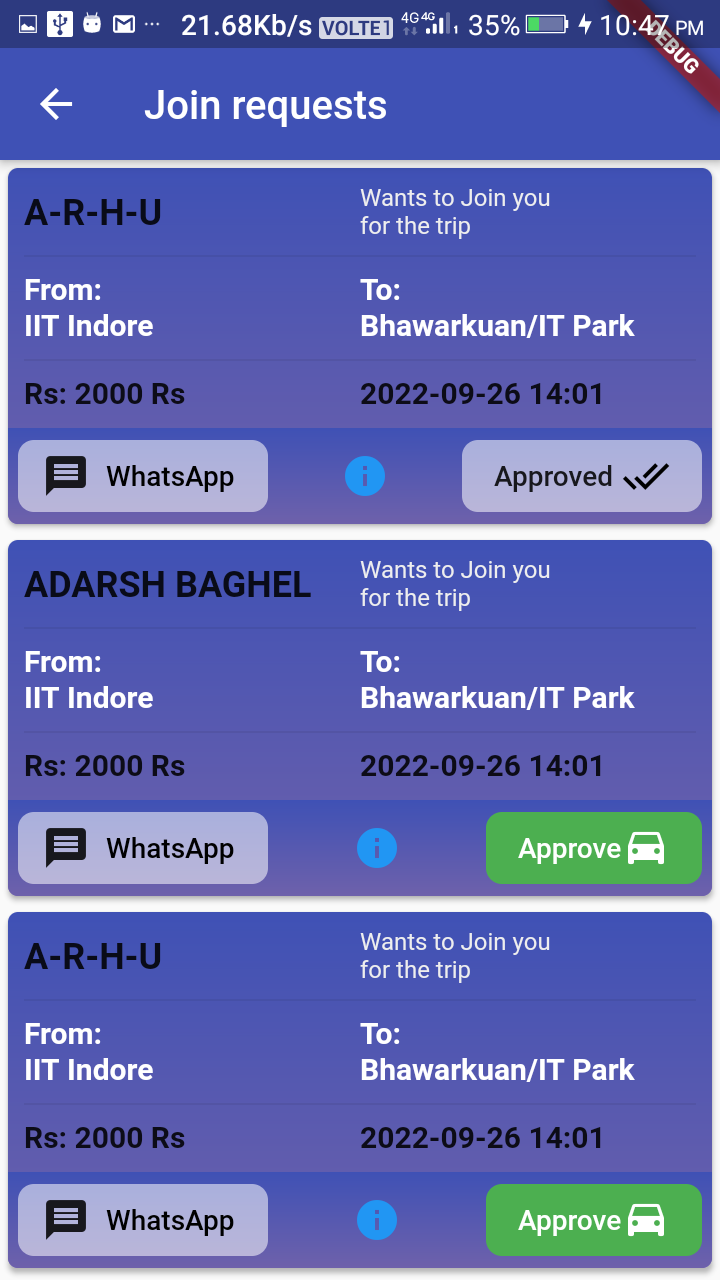 21.68Kb/s VOLTE1 4G4G 35% 10:47 PM
DEBUG
Join requests
A-R-H-U
Wants to Join you
for the trip
From:
IIT Indore
To:
Bhawarkuan/IT Park
Rs: 2000 Rs
2022-09-26 14:01
WhatsApp
Approved
ADARSH BAGHEL
Wants to Join you
for the trip
From:
IIT Indore
To:
Bhawarkuan/IT Park
Rs: 2000 Rs
2022-09-26 14:01
WhatsApp
Approve
A-R-H-U
Wants to Join you
for the trip
From:
IIT Indore
To:
Bhawarkuan/IT Park
Rs: 2000 Rs
2022-09-26 14:01
WhatsApp
Approve